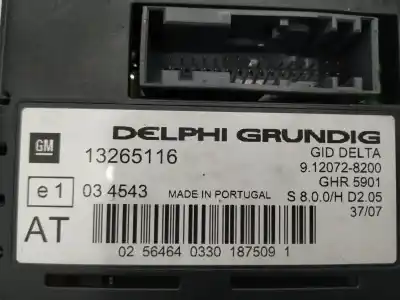 DELPHI GRUNDIG
GM
13265116
GID DELTA
9.12072-8200
GHR 5901
e 1
03 4543
MADE IN PORTUGAL
S 8.0.0/H D2.05
37/07
AT
02 56464 0330 187509 1